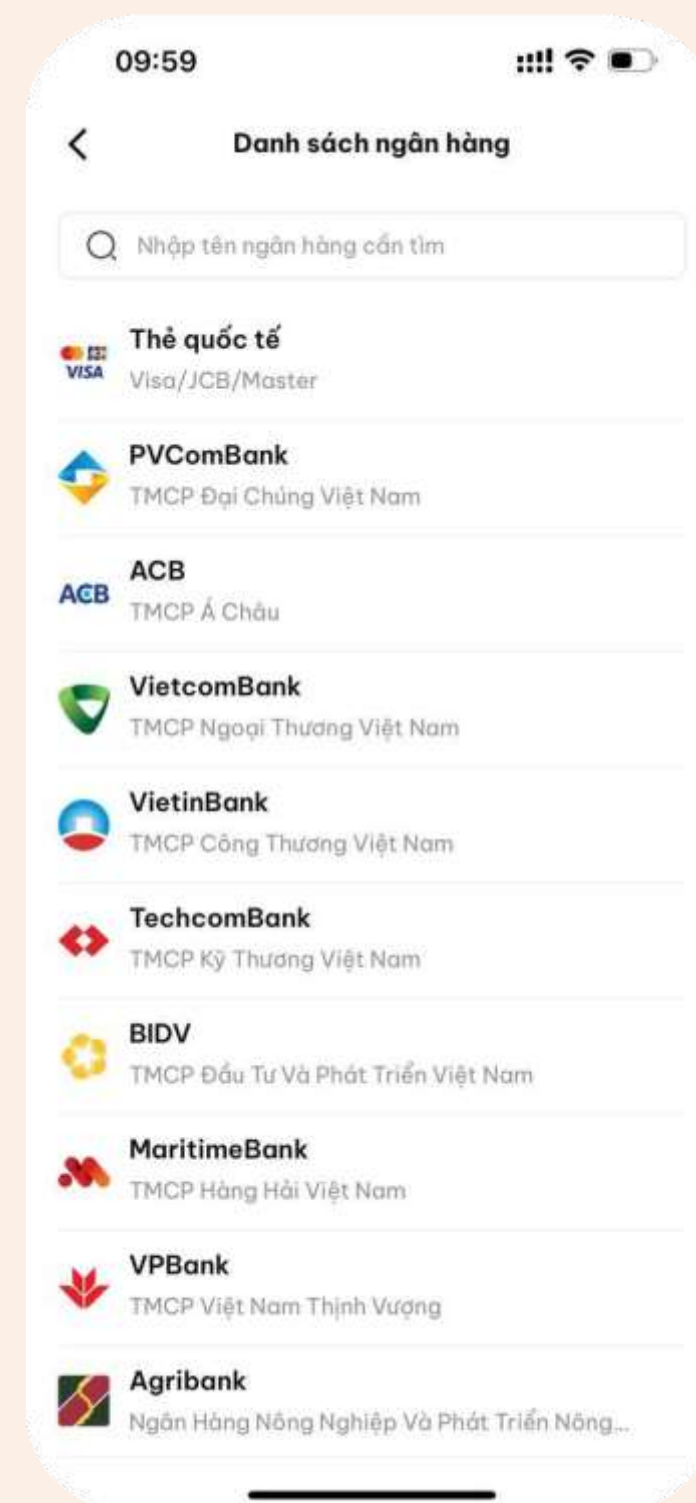 09:59
Danh sách ngân hàng
Nhập tên ngân hàng cần tìm
Thẻ quốc tế
VISA
Visa/JCB/Master
PVComBank
TMCP Đại Chúng Việt Nam
ACB
ACB
TMCP Á Châu
VietcomBank
TMCP Ngoại Thương Việt Nam
VietinBank
TMCP Công Thương Việt Nam
TechcomBank
TMCP Kỹ Thương Việt Nam
BIDV
TMCP Đầu Tư Và Phát Triển Việt Nam
MaritimeBank
TMCP Hàng Hải Việt Nam
VPBank
TMCP Việt Nam Thịnh Vượng
Agribank
Ngân Hàng Nông Nghiệp Và Phát Triển Nông...